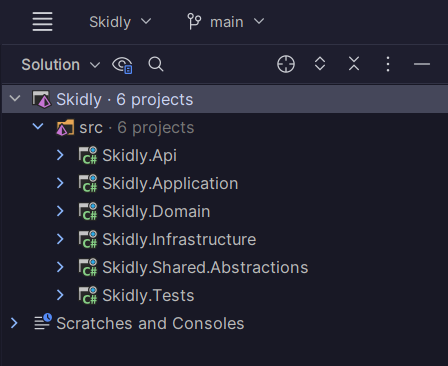 Skidly main
Solution
Skidly · 6 projects
src · 6 projects
C# Skidly.Api
C# Skidly.Application
C# Skidly.Domain
C# Skidly.Infrastructure
C# Skidly.Shared.Abstractions
C# Skidly.Tests
Scratches and Consoles